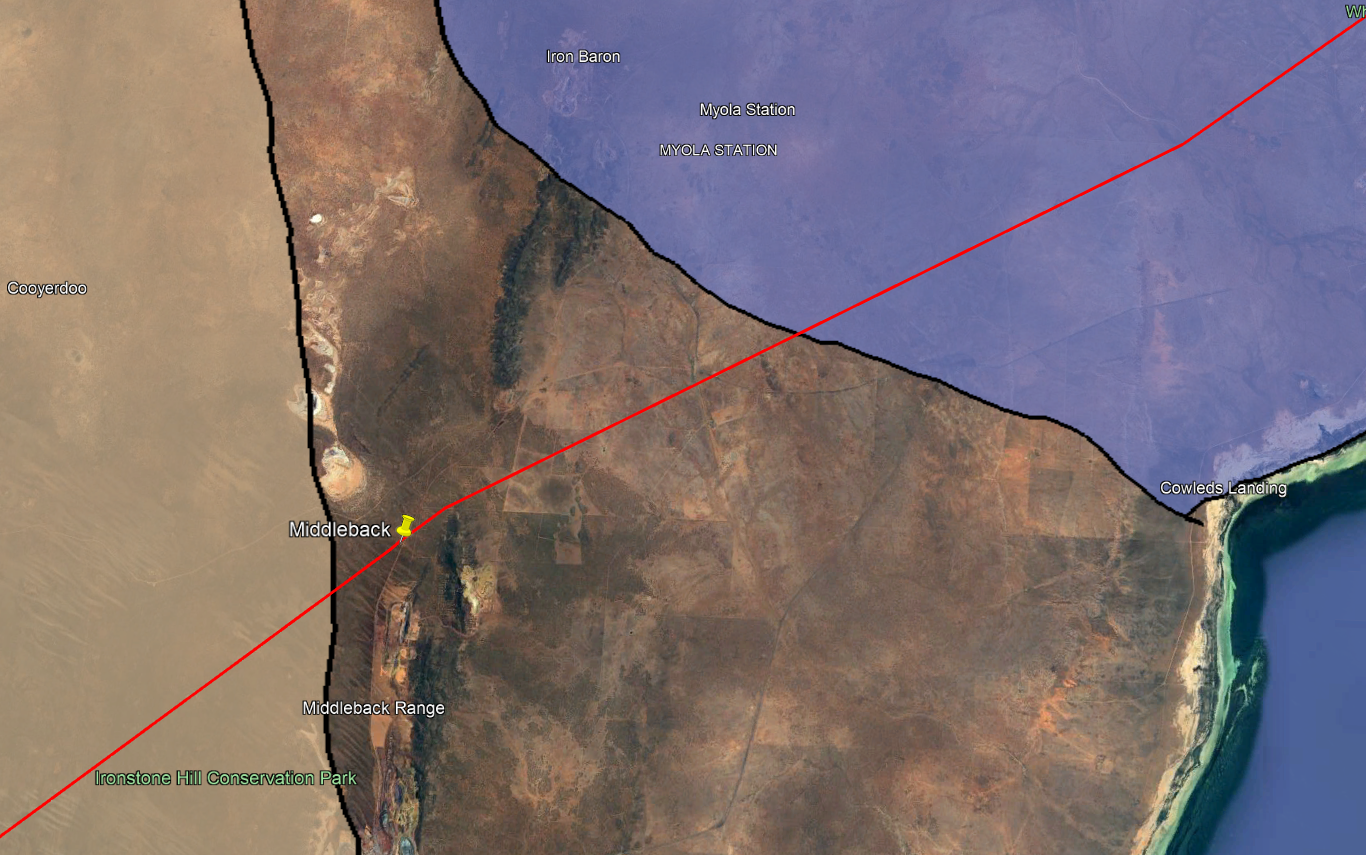 Iron Baron
Myola Station
MYOLA STATION
Cooyerdoo
Cowleds Landing
Middleback
Middleback Range
Ironstone Hill Conservation Park